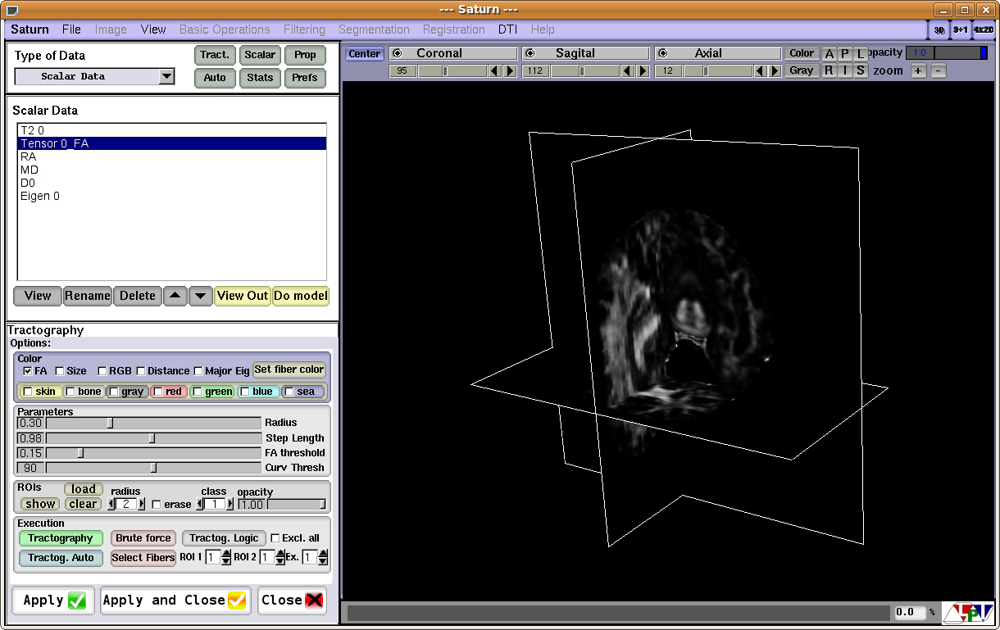 --- Saturn ---
Saturn File Image View Basic Operations Filtering Segmentation Registration DTI Help 3D 3+1 4x2D
Type of Data
Scalar Data
Tract. Scalar Prop
Auto Stats Prefs
Center Coronal Sagital Axial Color A P L opacity 1.0
95 112 12 Gray R I S zoom + -
Scalar Data
T2 0
Tensor 0_FA
RA
MD
D0
Eigen 0
View Rename Delete View Out Do model
Tractography
Options:
Color
FA Size RGB Distance Major Eig Set fiber color
skin bone gray red green blue sea
Parameters
0.30 Radius
0.98 Step Length
0.15 FA threshold
90 Curv Thresh
ROIs load radius class opacity
show clear 2 erase 1 1.00
Execution
Tractography Brute force Tractog. Logic Excl. all
Tractog. Auto Select Fibers ROI 1 1 ROI 2 1 Ex. 1
Apply Apply and Close Close
0.0 %
LPV